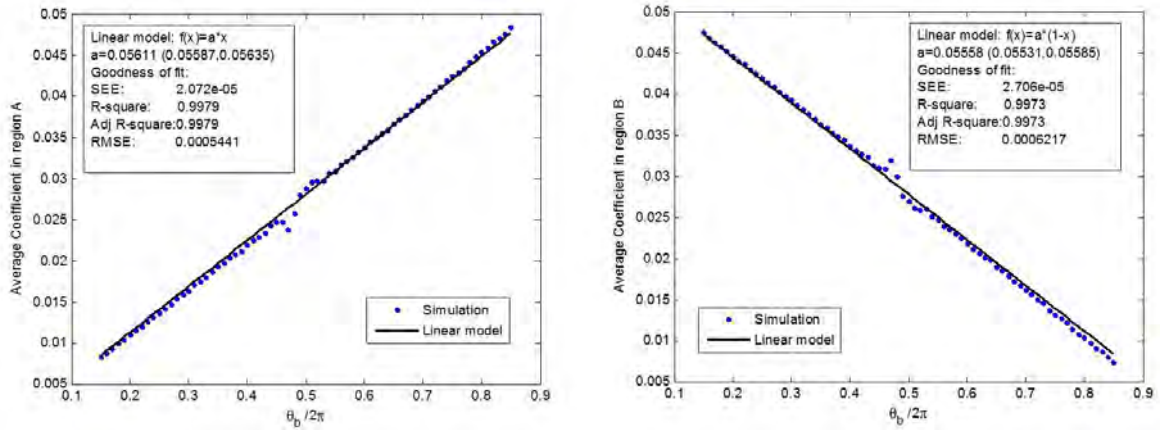 0.05
0.045
0.04
0.035
0.03
0.025
0.02
0.015
0.01
0.005
Average Coefficient in region A
Linear model: f(x)=a*x
a=0.05611 (0.05587,0.05635)
Goodness of fit:
SEE: 2.072e-05
R-square: 0.9979
Adj R-square:0.9979
RMSE: 0.0005441
Simulation
Linear model
0.1 0.2 0.3 0.4 0.5 0.6 0.7 0.8 0.9
θb /2π
0.05
0.045
0.04
0.035
0.03
0.025
0.02
0.015
0.01
0.005
Average Coefficient in region B
Linear model: f(x)=a*(1-x)
a=0.05558 (0.05531,0.05585)
Goodness of fit:
SEE: 2.706e-05
R-square: 0.9973
Adj R-square: 0.9973
RMSE: 0.0006217
Simulation
Linear model
0.1 0.2 0.3 0.4 0.5 0.6 0.7 0.8 0.9
θb /2π